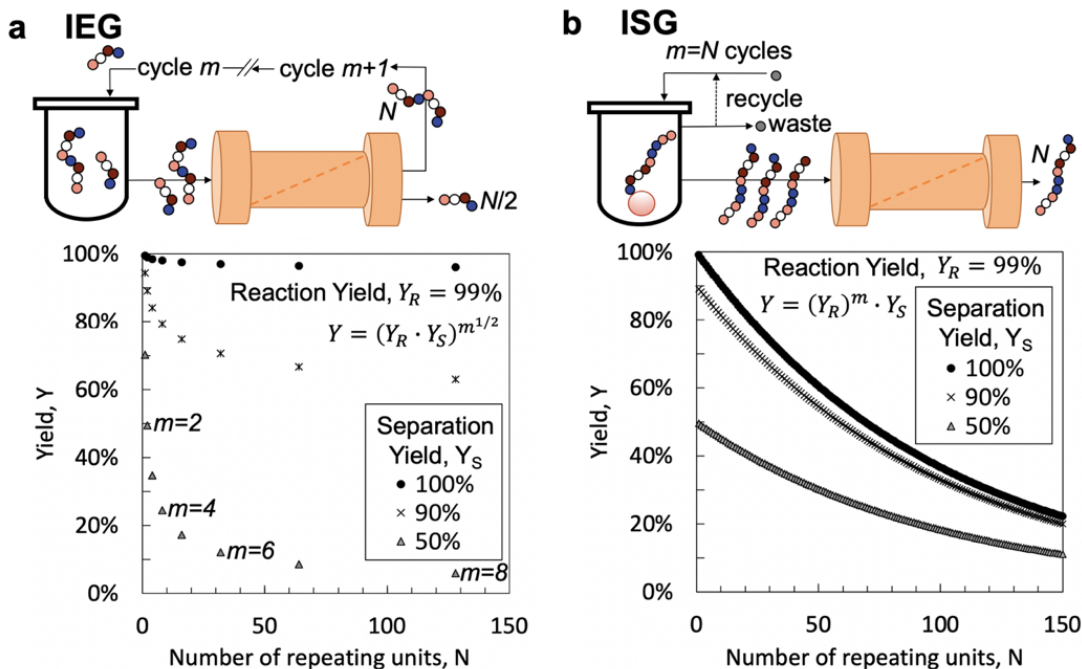 a IEG
cycle m
cycle m+1
N
N/2
100%
80%
60%
40%
20%
0%
Yield, Y
Reaction Yield, Y_R = 99%
Y = (Y_R · Y_S)^{m^{1/2}}
m=2
m=4
m=6
m=8
Separation
Yield, Y_S
100%
90%
50%
0 50 100 150
Number of repeating units, N
b ISG
m=N cycles
recycle
waste
N
100%
80%
60%
40%
20%
0%
Yield, Y
Reaction Yield, Y_R = 99%
Y = (Y_R)^m · Y_S
Separation
Yield, Y_S
100%
90%
50%
0 50 100 150
Number of repeating units, N